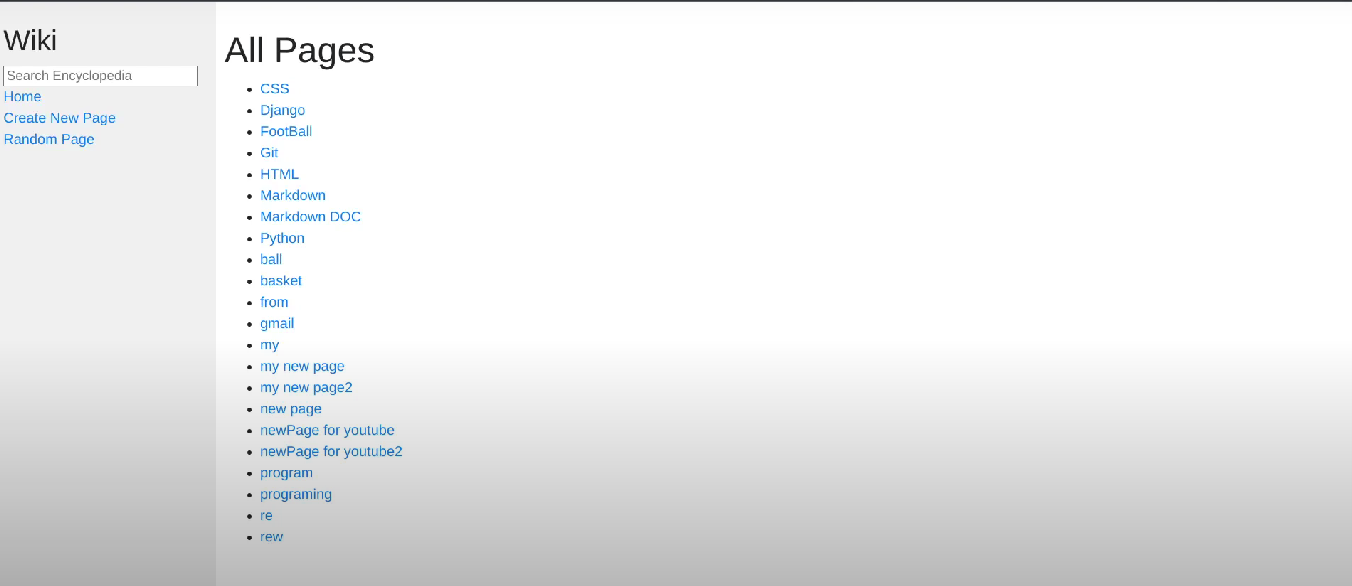 Wiki
Search Encyclopedia
Home
Create New Page
Random Page
All Pages
CSS
Django
FootBall
Git
HTML
Markdown
Markdown DOC
Python
ball
basket
from
gmail
my
my new page
my new page2
new page
newPage for youtube
newPage for youtube2
program
programing
re
rew